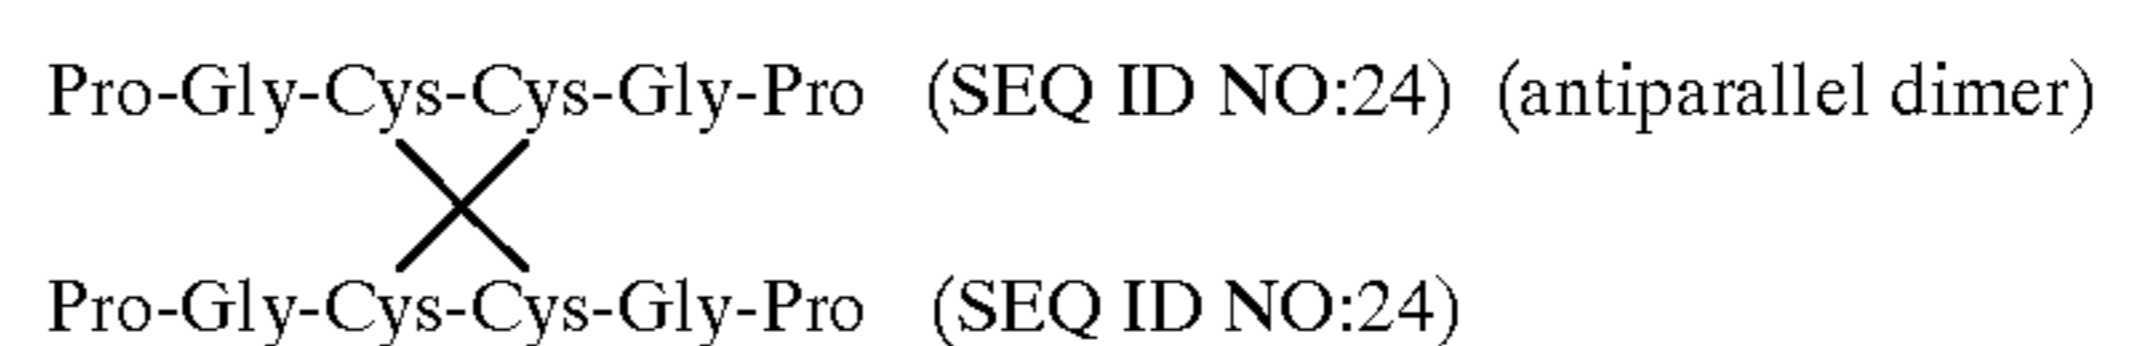 Pro-Gly-Cys-Cys-Gly-Pro (SEQ ID NO:24) (antiparallel dimer)
Pro-Gly-Cys-Cys-Gly-Pro (SEQ ID NO:24)